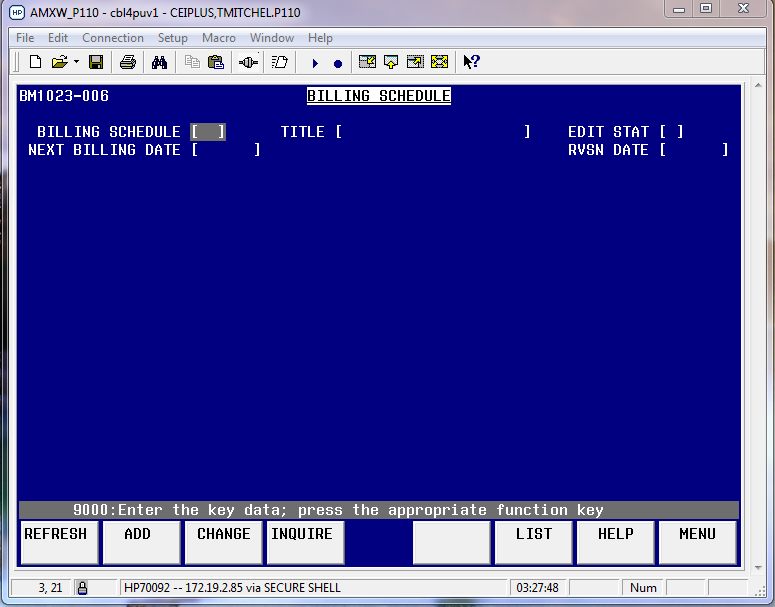 HP AMXW_P110 - cbl4puv1 - CEIPLUS,TMITCHEL.P110
File Edit Connection Setup Macro Window Help
BM1023-006 BILLING SCHEDULE
BILLING SCHEDULE [ ] TITLE [ ] EDIT STAT [ ]
NEXT BILLING DATE [ ] RVSN DATE [ ]
9000:Enter the key data; press the appropriate function key
REFRESH ADD CHANGE INQUIRE LIST HELP MENU
3, 21 HP70092 -- 172.19.2.85 via SECURE SHELL 03:27:48 Num